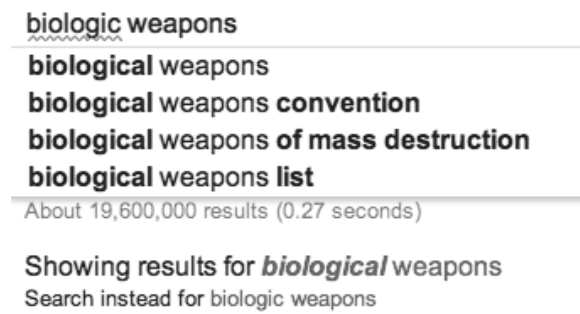 biologic weapons
biological weapons
biological weapons convention
biological weapons of mass destruction
biological weapons list
About 19,600,000 results (0.27 seconds)
Showing results for biological weapons
Search instead for biologic weapons